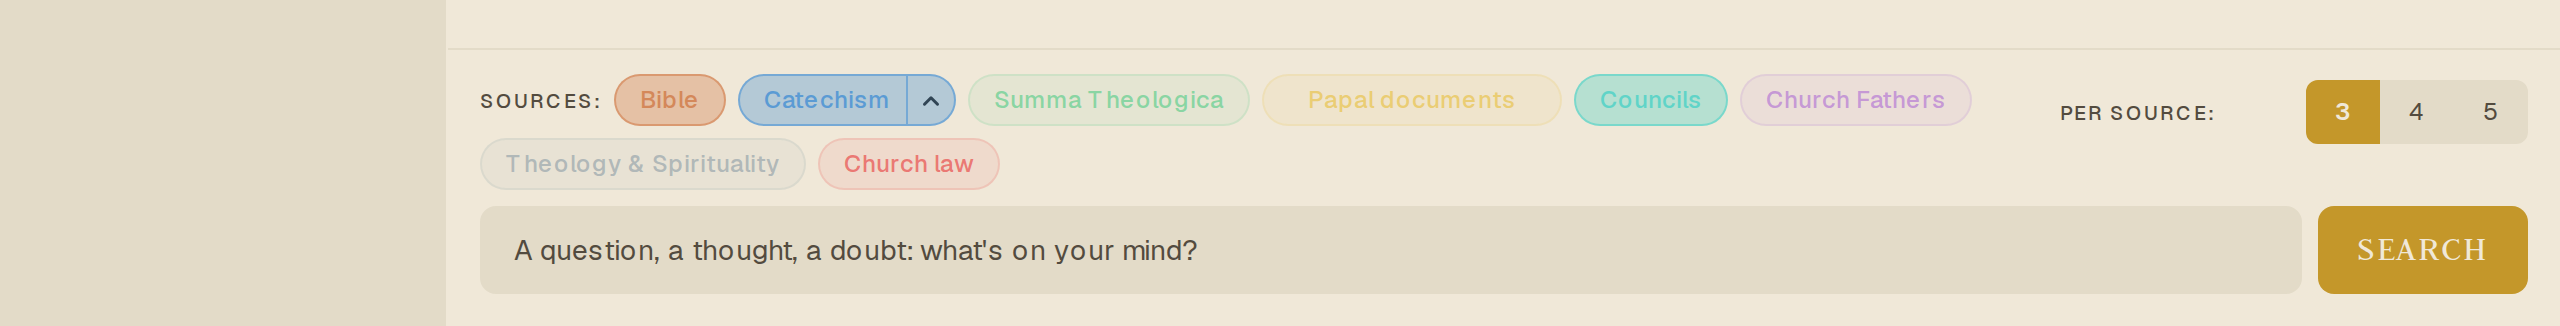 SOURCES: Bible Catechism Summa Theologica Papal documents Councils Church Fathers
Theology & Spirituality Church law
PER SOURCE: 3 4 5
A question, a thought, a doubt: what's on your mind?
SEARCH